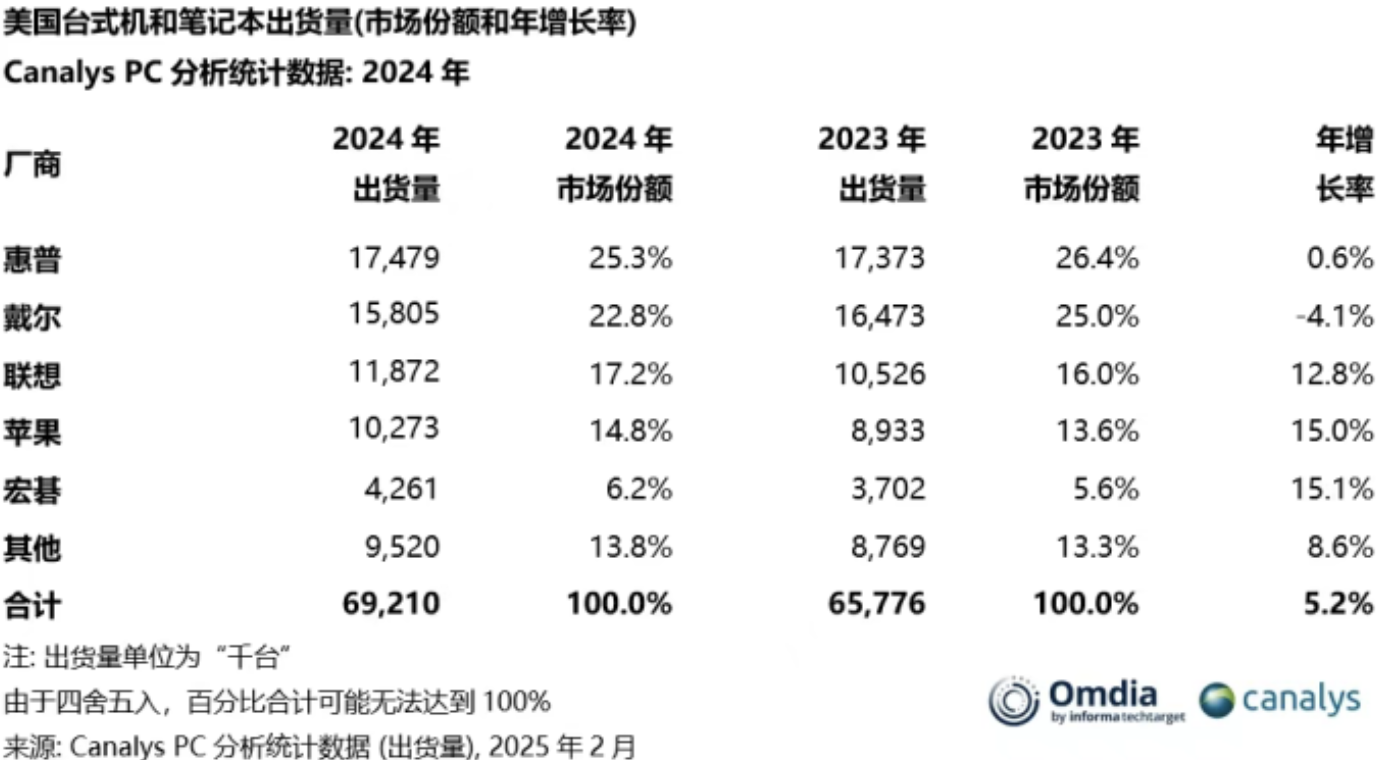 美国台式机和笔记本出货量(市场份额和年增长率)
Canalys PC 分析统计数据: 2024 年
厂商 2024 年出货量 2024 年市场份额 2023 年出货量 2023 年市场份额 年增长率
惠普 17,479 25.3% 17,373 26.4% 0.6%
戴尔 15,805 22.8% 16,473 25.0% -4.1%
联想 11,872 17.2% 10,526 16.0% 12.8%
苹果 10,273 14.8% 8,933 13.6% 15.0%
宏碁 4,261 6.2% 3,702 5.6% 15.1%
其他 9,520 13.8% 8,769 13.3% 8.6%
合计 69,210 100.0% 65,776 100.0% 5.2%
注: 出货量单位为“千台”
由于四舍五入，百分比合计可能无法达到 100%
来源: Canalys PC 分析统计数据 (出货量), 2025 年 2 月
Omdia
by informa techtarget
canalys